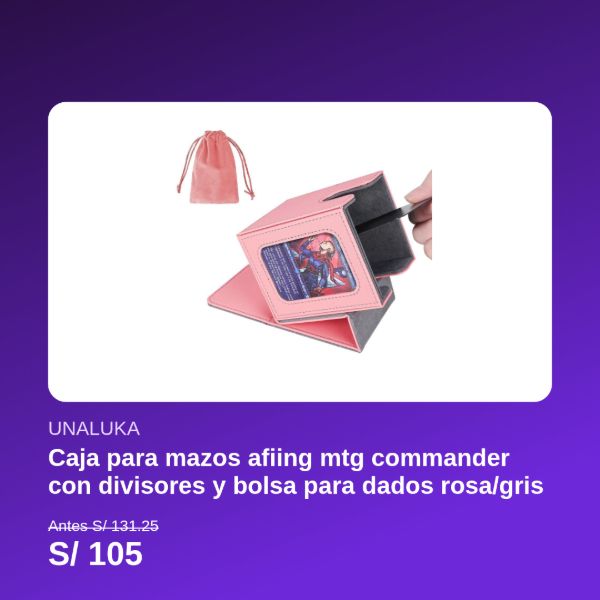 UNALUKA
Caja para mazos afiing mtg commander
con divisores y bolsa para dados rosa/gris
Antes S/ 131.25
S/ 105